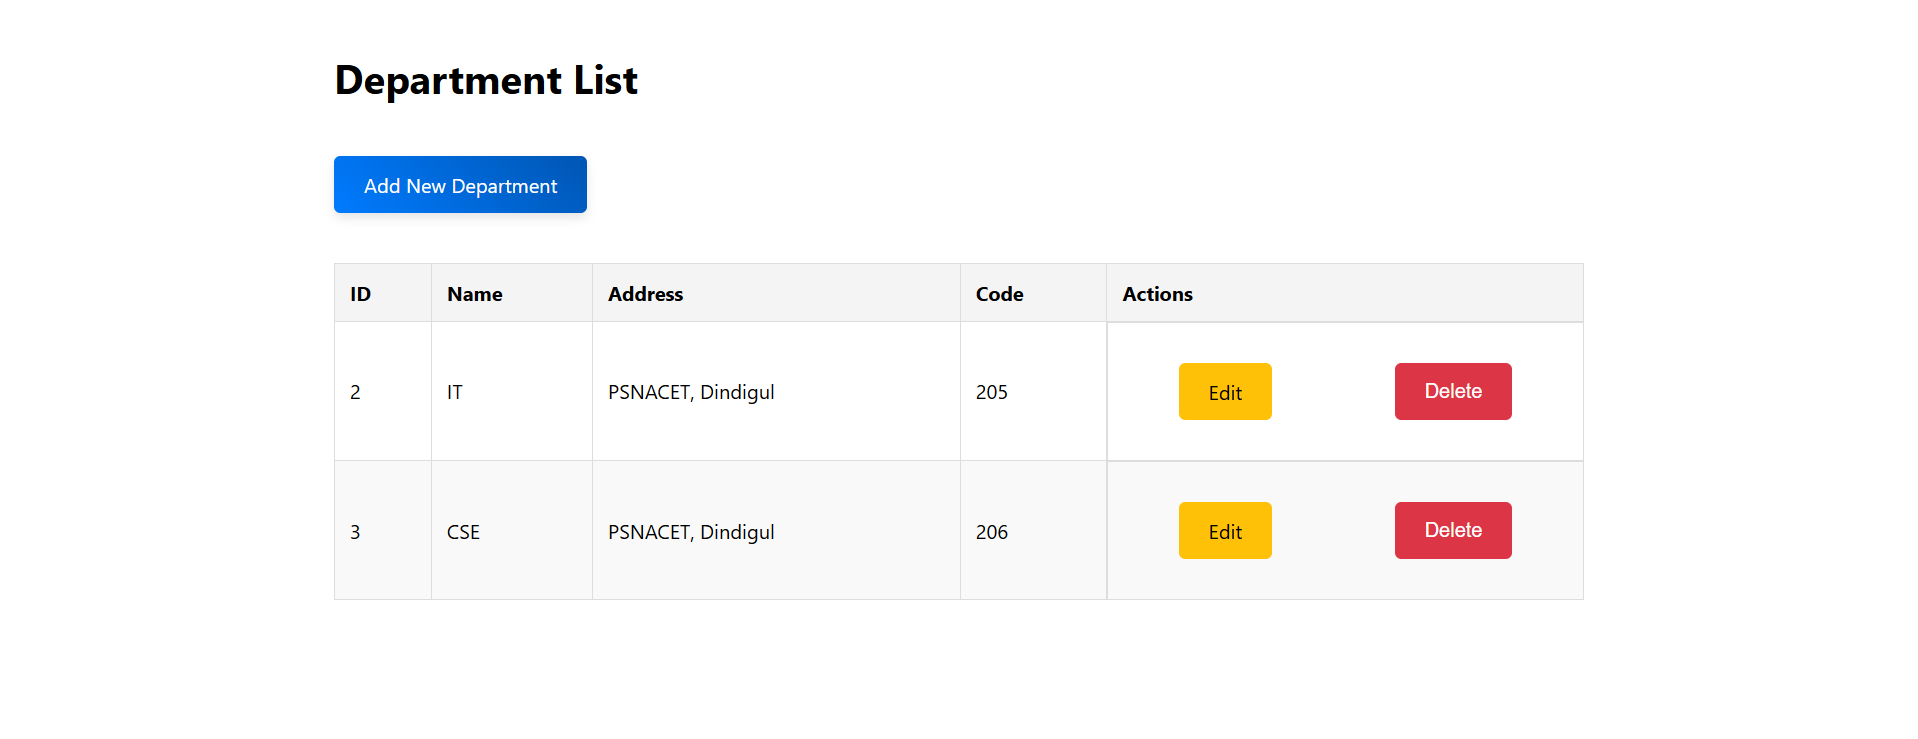 Department List
Add New Department
ID Name Address Code Actions
2 IT PSNACET, Dindigul 205 Edit Delete
3 CSE PSNACET, Dindigul 206 Edit Delete